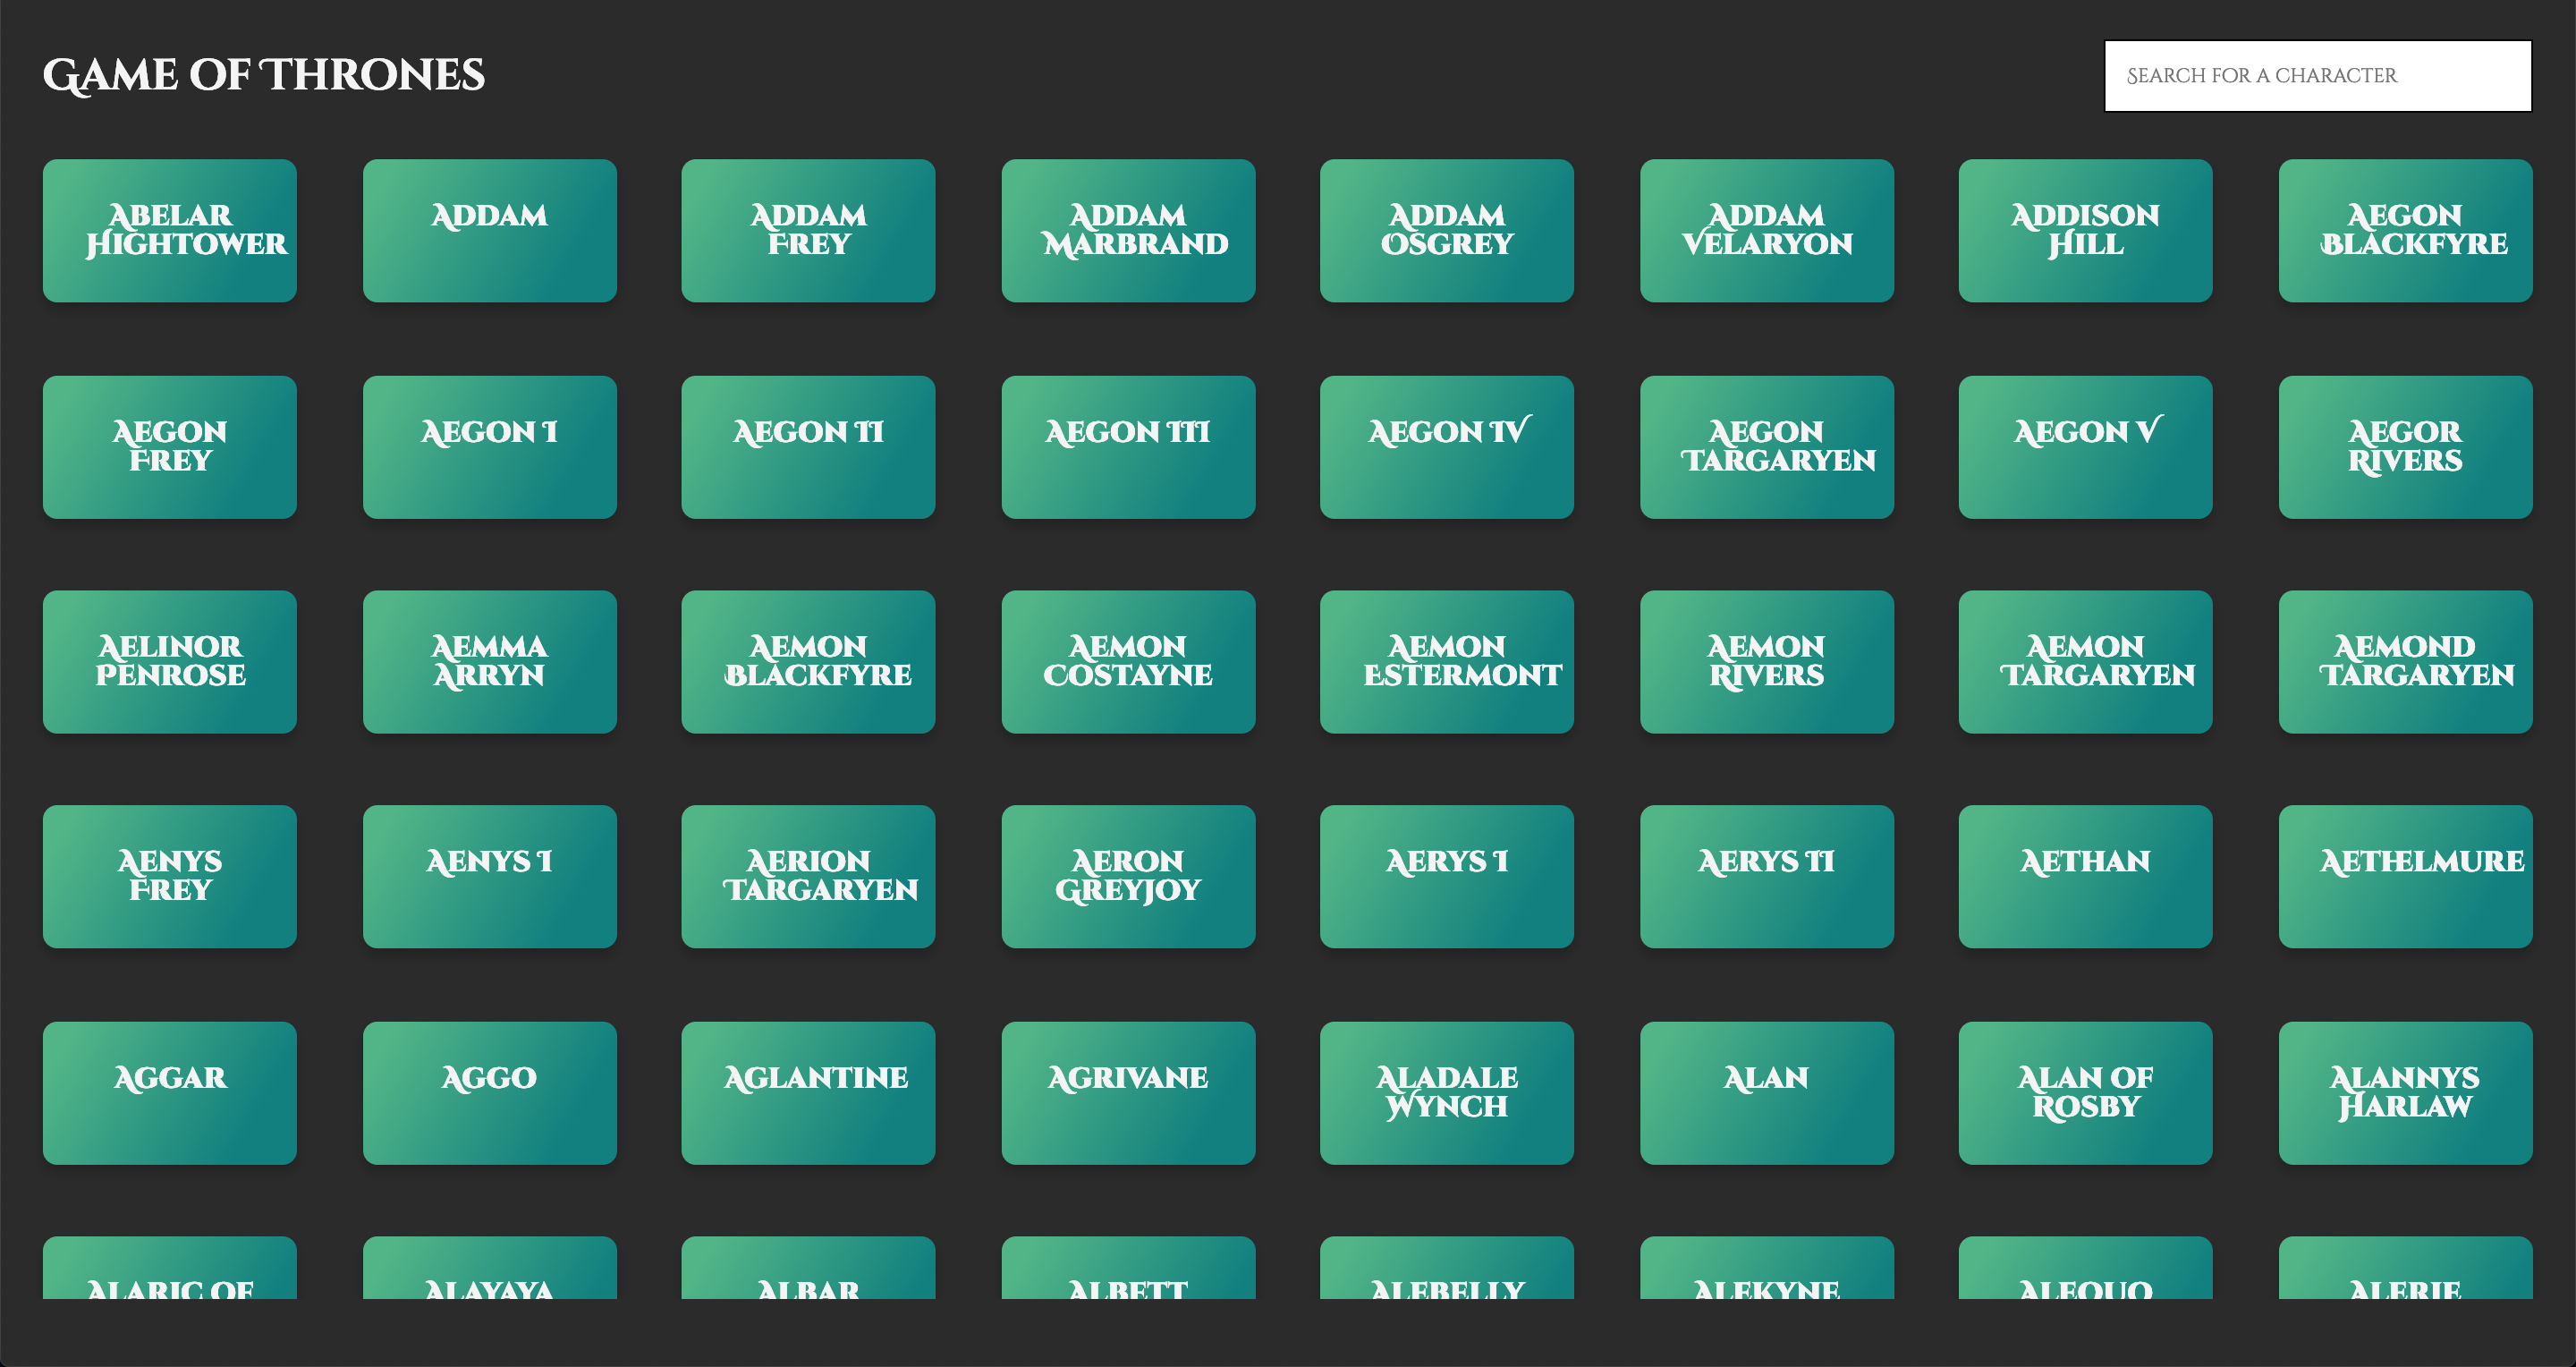 Game of Thrones
Search for a character
Abelar
Hightower
Addam
Addam
Frey
Addam
Marbrand
Addam
Osgrey
Addam
Velaryon
Addison
Hill
Aegon
Blackfyre
Aegon
Frey
Aegon I
Aegon II
Aegon III
Aegon IV
Aegon
Targaryen
Aegon V
Aegor
Rivers
Aelinor
Penrose
Aemma
Arryn
Aemon
Blackfyre
Aemon
Costayne
Aemon
Estermont
Aemon
Rivers
Aemon
Targaryen
Aemond
Targaryen
Aenys
Frey
Aenys I
Aerion
Targaryen
Aeron
Greyjoy
Aerys I
Aerys II
Aethan
Aethelmure
Aggar
Aggo
Aglantine
Agrivane
Aladale
Wynch
Alan
Alan of
Rosby
Alannys
Harlaw
Alaric of
Alayaya
Albar
Albett
Alebelly
Alekyne
Alequo
Alerie